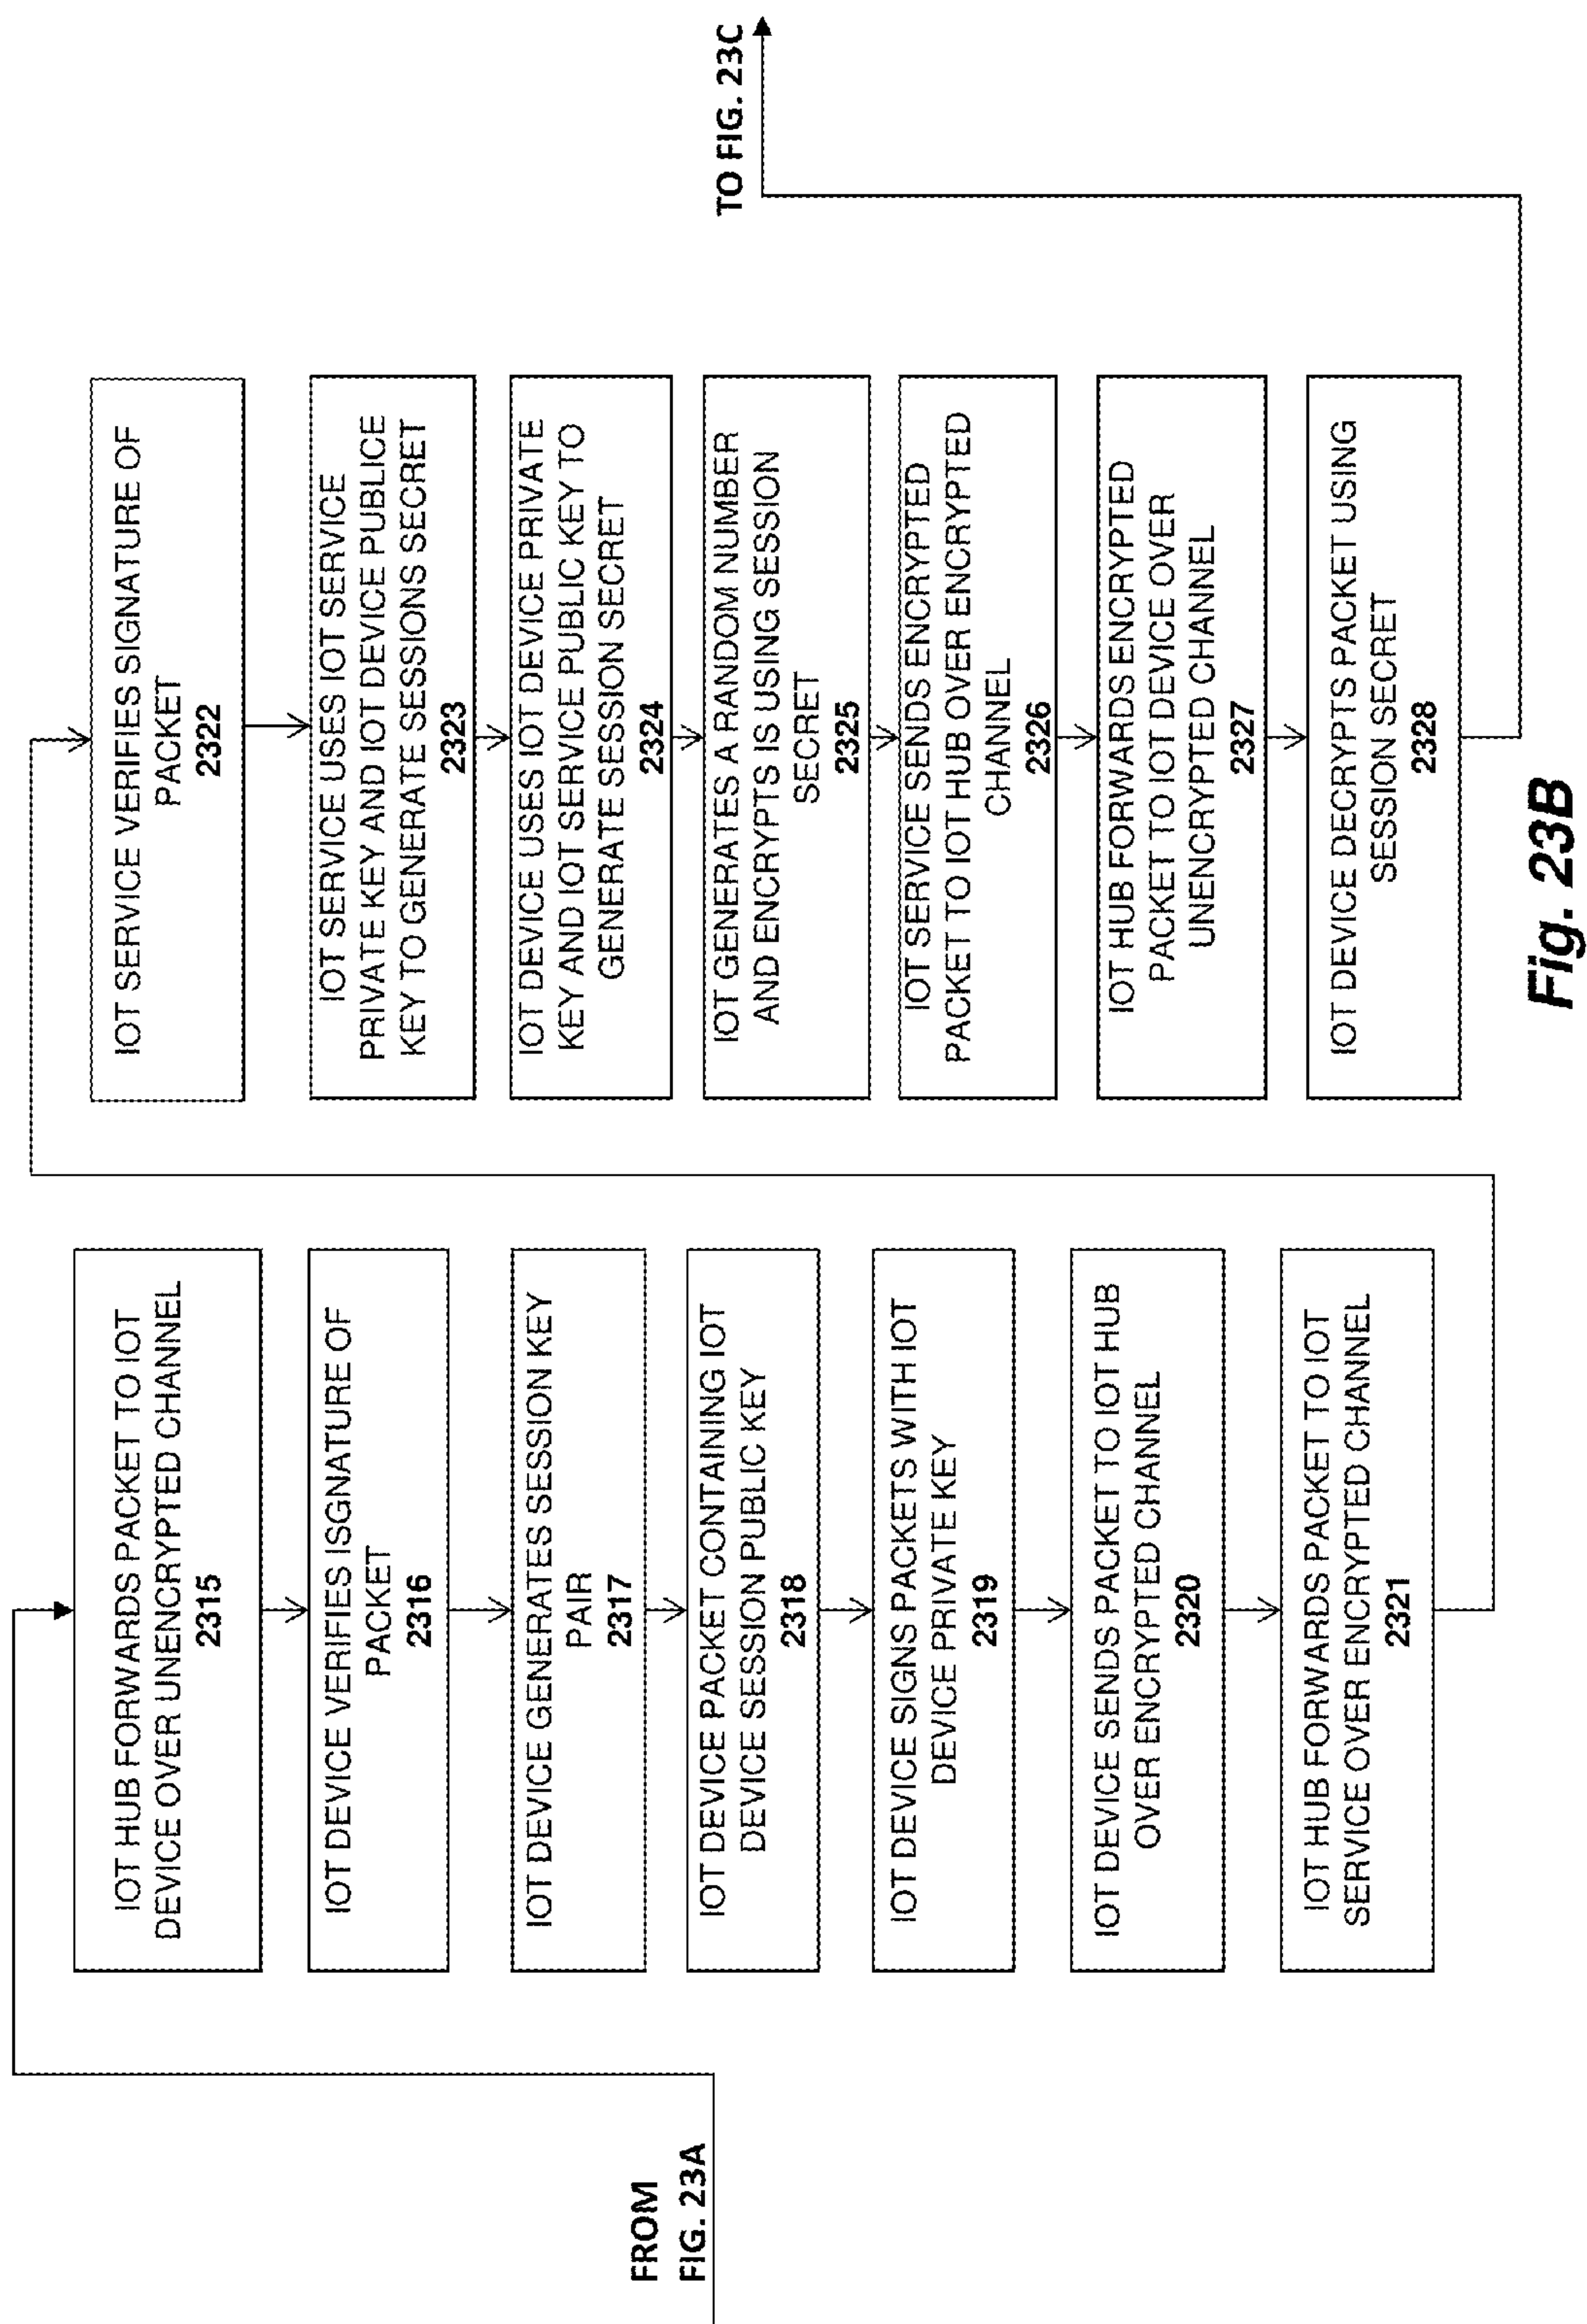 FROM
FIG. 23A
IOT HUB FORWARDS PACKET TO IOT
DEVICE OVER UNENCRYPTED CHANNEL
2315
IOT DEVICE VERIFIES ISGNATURE OF
PACKET
2316
IOT DEVICE GENERATES SESSION KEY
PAIR
2317
IOT DEVICE PACKET CONTAINING IOT
DEVICE SESSION PUBLIC KEY
2318
IOT DEVICE SIGNS PACKETS WITH IOT
DEVICE PRIVATE KEY
2319
IOT DEVICE SENDS PACKET TO IOT HUB
OVER ENCRYPTED CHANNEL
2320
IOT HUB FORWARDS PACKET TO IOT
SERVICE OVER ENCRYPTED CHANNEL
2321
IOT SERVICE VERIFIES SIGNATURE OF
PACKET
2322
IOT SERVICE USES IOT SERVICE
PRIVATE KEY AND IOT DEVICE PUBLICE
KEY TO GENERATE SESSIONS SECRET
2323
IOT DEVICE USES IOT DEVICE PRIVATE
KEY AND IOT SERVICE PUBLIC KEY TO
GENERATE SESSION SECRET
2324
IOT GENERATES A RANDOM NUMBER
AND ENCRYPTS IS USING SESSION
SECRET
2325
IOT SERVICE SENDS ENCRYPTED
PACKET TO IOT HUB OVER ENCRYPTED
CHANNEL
2326
IOT HUB FORWARDS ENCRYPTED
PACKET TO IOT DEVICE OVER
UNENCRYPTED CHANNEL
2327
IOT DEVICE DECRYPTS PACKET USING
SESSION SECRET
2328
TO FIG. 23C
Fig. 23B